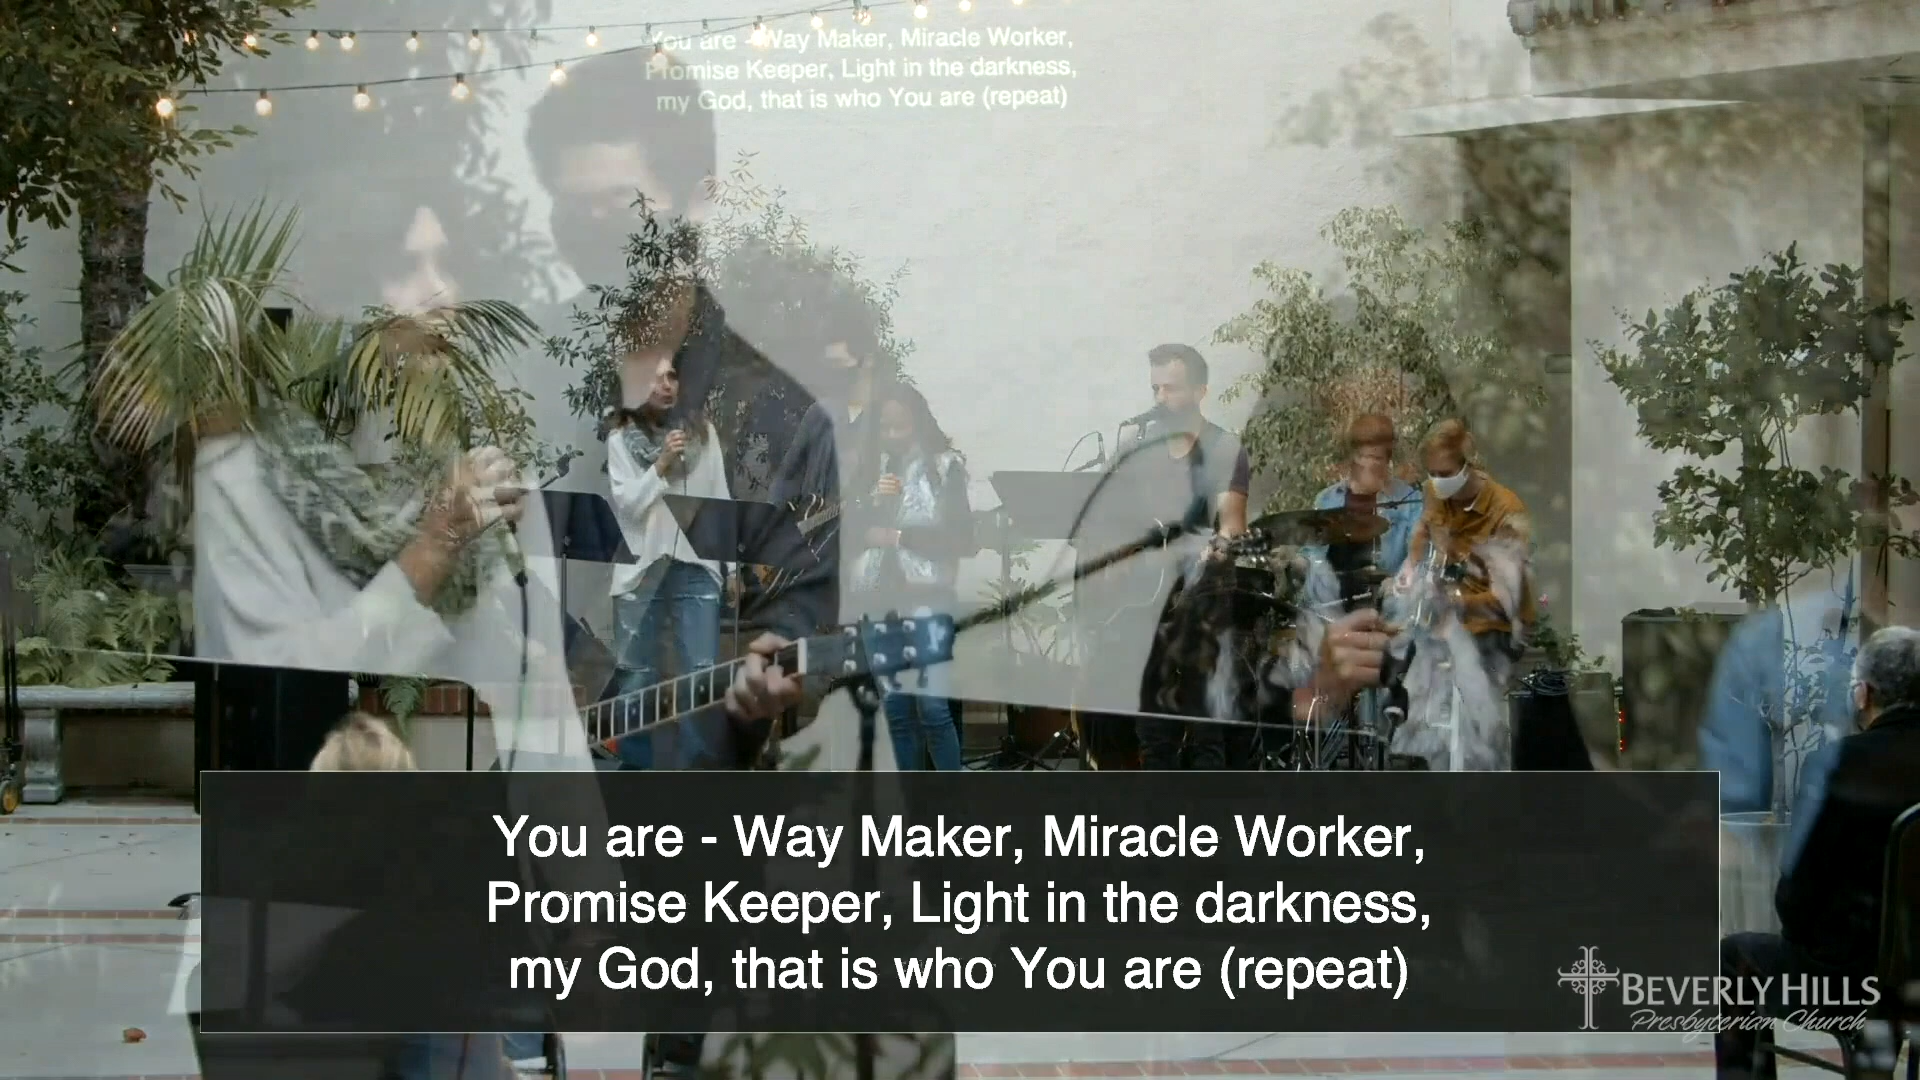 You are - Way Maker, Miracle Worker,
Promise Keeper, Light in the darkness,
my God, that is who You are (repeat)
You are - Way Maker, Miracle Worker,
Promise Keeper, Light in the darkness,
my God, that is who You are (repeat)
BEVERLY HILLS
Presbyterian Church